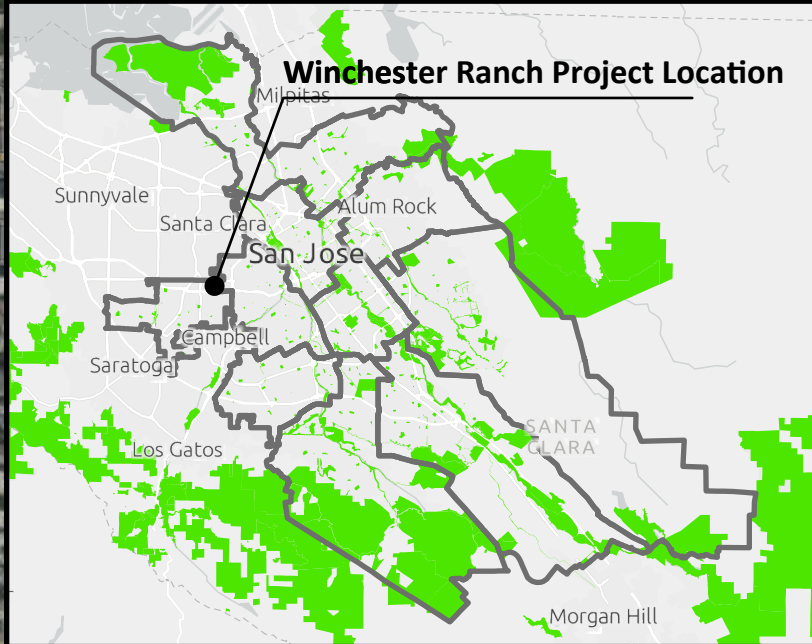 Winchester Ranch Project Location
Milpitas
Sunnyvale
Alum Rock
Santa Clara
San Jose
Campbell
Saratoga
SANTA
CLARA
Los Gatos
Morgan Hill